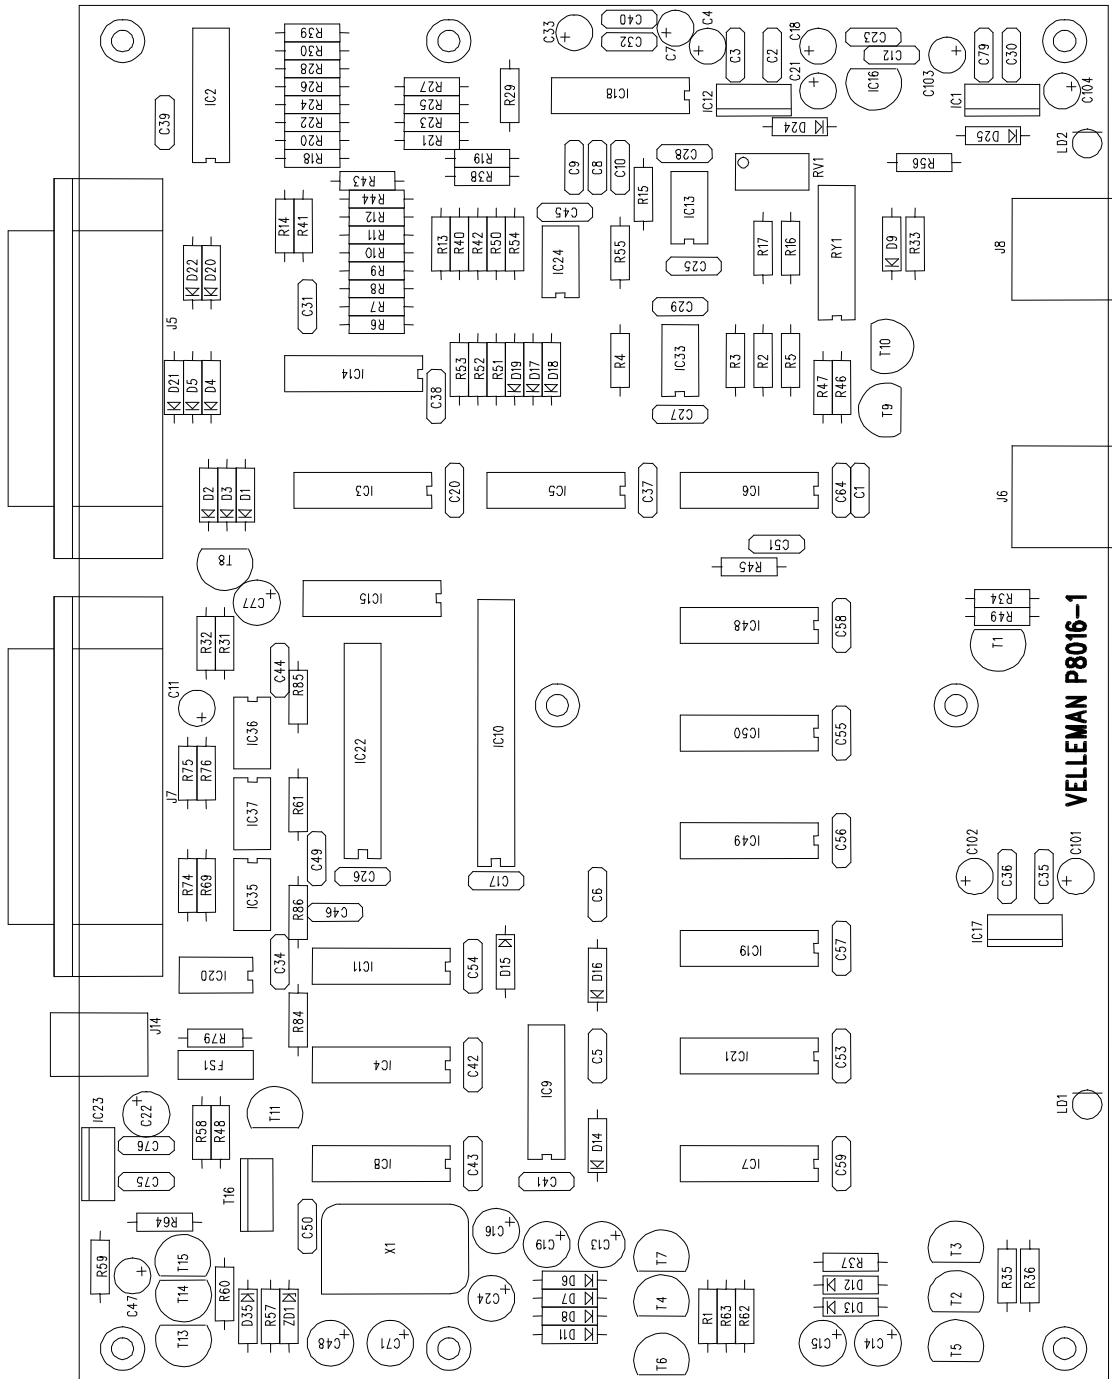 R39
R30
R28
R26
R24
R22
R20
R18
IC2
C39
R27
R25
R23
R21
R29
R19
R38
C33
C40
C32
C7
C4
C3
C2
C18
C21
C23
C12
IC16
C103
C79
C30
IC1
C104
IC18
IC12
D24
D25
LD2
R56
RV1
C9
C8
C10
C28
R15
IC13
C45
IC24
R55
C25
R43
R44
R12
R11
R10
R9
R8
R7
R6
R14
R41
C31
R13
R40
R42
R50
R54
D22
D20
J5
R17
R16
RY1
D9
R33
J8
C29
IC33
C27
R4
R3
R2
R5
T10
T9
R47
R46
D21
D5
D4
IC14
C38
R53
R52
R51
D19
D17
D18
D2
D3
D1
IC3
C20
IC5
C37
IC6
C64
C1
J6
T8
C77
IC15
C51
R45
R34
R49
T1
R32
R31
C44
R85
IC48
C58
C11
IC36
IC22
IC10
IC50
C55
VELLEMAN P8016-1
J7
R75
R76
IC37
R61
C49
C26
C17
IC49
C56
C102
C101
C36
C35
IC17
R74
R69
IC35
R86
C46
C6
IC20
C34
IC11
C54
D15
D16
IC19
C57
J14
R79
FS1
R84
IC4
C42
IC9
C5
IC21
C53
IC23
C22
C76
C75
R58
R48
T11
IC8
C43
C41
D14
IC7
C59
LD1
T16
R64
R59
C50
X1
C16
C19
C13
T7
T3
C47
T15
T14
T13
R60
D35
R57
ZD1
C48
C71
C24
D6
D7
D8
D11
T4
T6
R1
R63
R62
R37
D12
D13
C15
C14
T2
T5
R35
R36